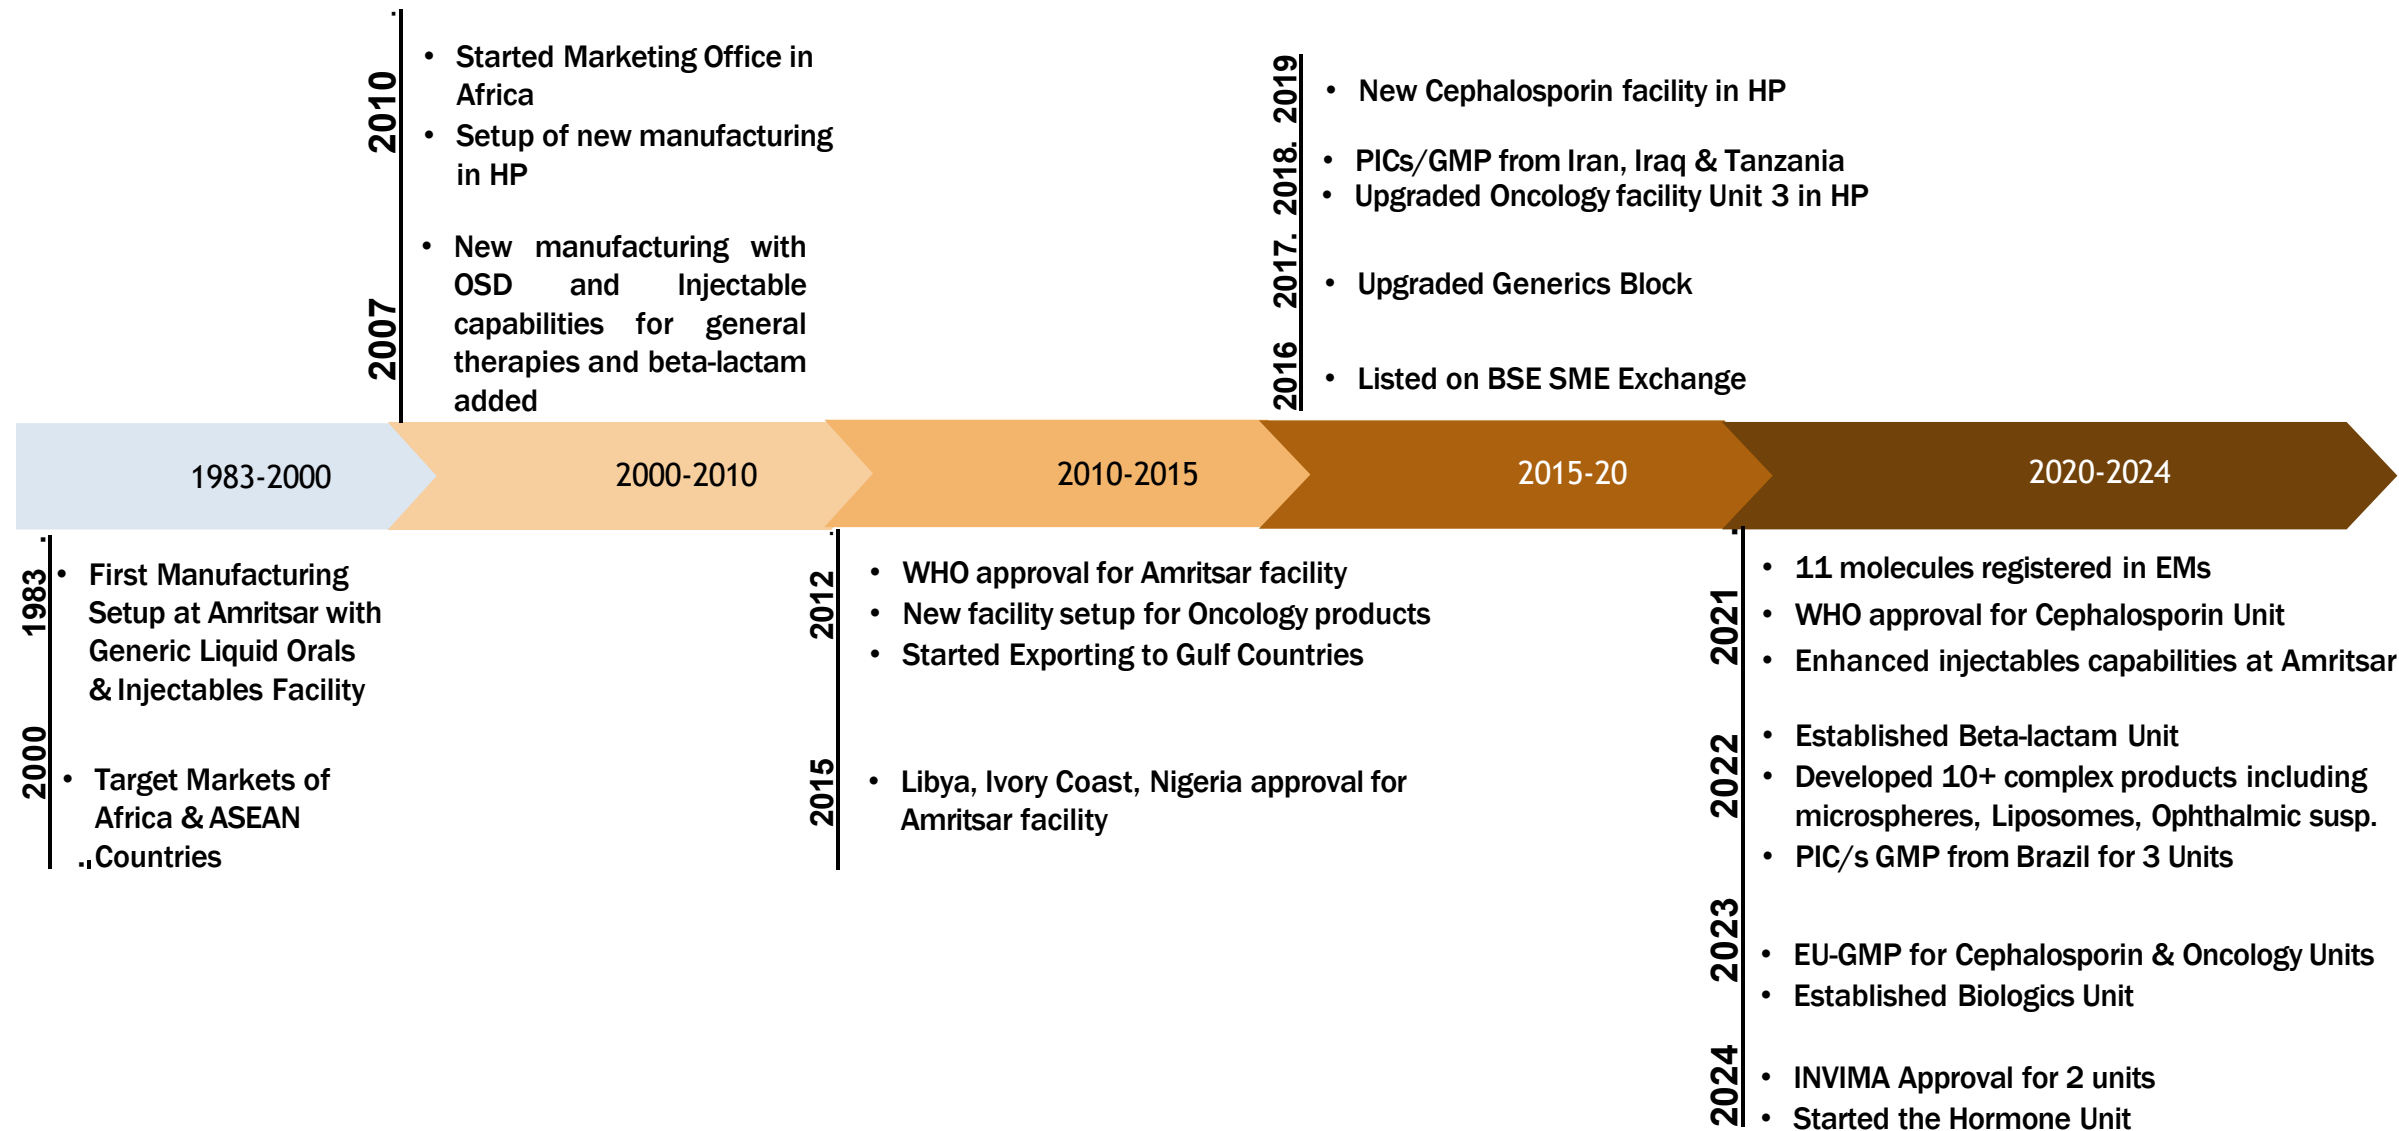 2010
• Started Marketing Office in
Africa
• Setup of new manufacturing
in HP
2007
• New manufacturing with
OSD and Injectable
capabilities for general
therapies and beta-lactam
added
2019
• New Cephalosporin facility in HP
2018.
• PICs/GMP from Iran, Iraq & Tanzania
• Upgraded Oncology facility Unit 3 in HP
2017.
• Upgraded Generics Block
2016
• Listed on BSE SME Exchange
1983-2000
2000-2010
2010-2015
2015-20
2020-2024
1983
• First Manufacturing
Setup at Amritsar with
Generic Liquid Orals
& Injectables Facility
2000
• Target Markets of
Africa & ASEAN
Countries
2012
• WHO approval for Amritsar facility
• New facility setup for Oncology products
• Started Exporting to Gulf Countries
2015
• Libya, Ivory Coast, Nigeria approval for
Amritsar facility
2021
• 11 molecules registered in EMs
• WHO approval for Cephalosporin Unit
• Enhanced injectables capabilities at Amritsar
2022
• Established Beta-lactam Unit
• Developed 10+ complex products including
microspheres, Liposomes, Ophthalmic susp.
• PIC/s GMP from Brazil for 3 Units
2023
• EU-GMP for Cephalosporin & Oncology Units
• Established Biologics Unit
2024
• INVIMA Approval for 2 units
• Started the Hormone Unit